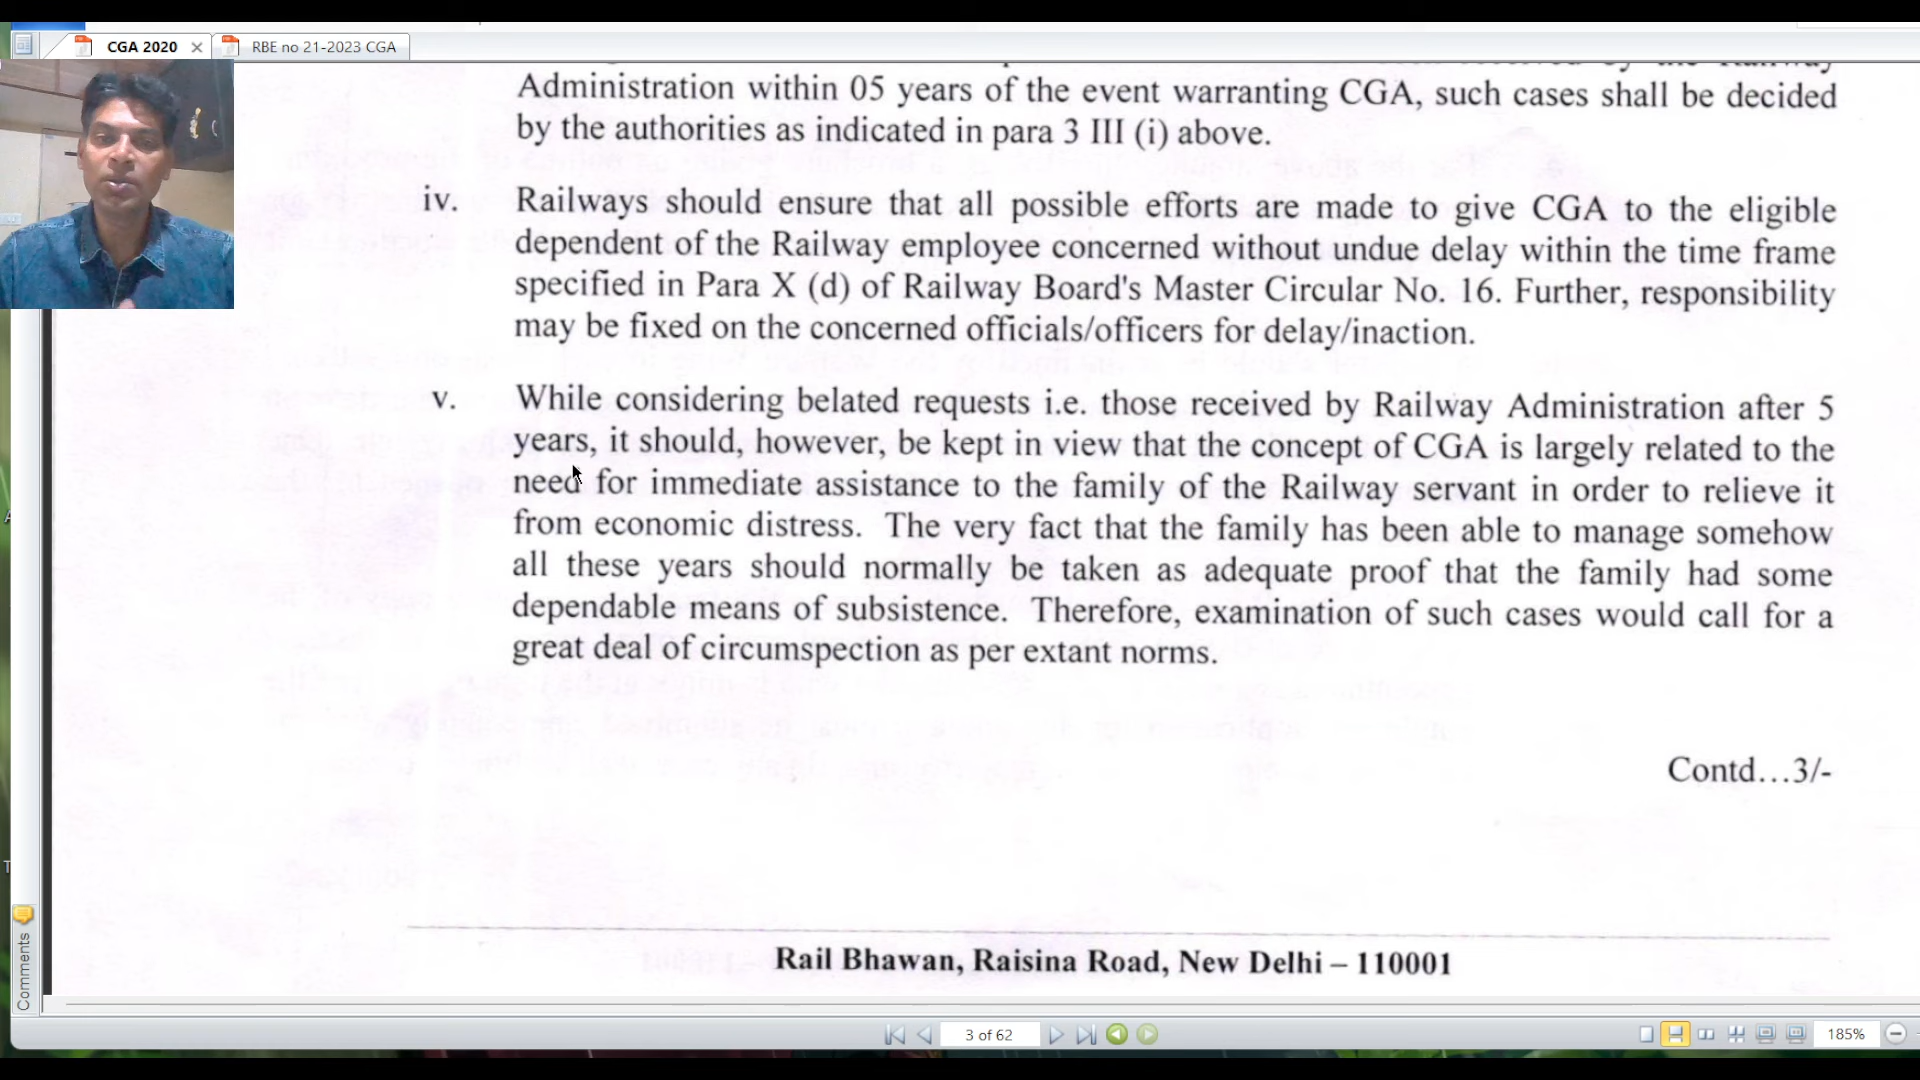 CGA 2020
RBE no 21-2023 CGA
Administration within 05 years of the event warranting CGA, such cases shall be decided
by the authorities as indicated in para 3 III (i) above.
iv. Railways should ensure that all possible efforts are made to give CGA to the eligible
dependent of the Railway employee concerned without undue delay within the time frame
specified in Para X (d) of Railway Board's Master Circular No. 16. Further, responsibility
may be fixed on the concerned officials/officers for delay/inaction.
v. While considering belated requests i.e. those received by Railway Administration after 5
years, it should, however, be kept in view that the concept of CGA is largely related to the
need for immediate assistance to the family of the Railway servant in order to relieve it
from economic distress. The very fact that the family has been able to manage somehow
all these years should normally be taken as adequate proof that the family had some
dependable means of subsistence. Therefore, examination of such cases would call for a
great deal of circumspection as per extant norms.
Contd...3/-
Rail Bhawan, Raisina Road, New Delhi – 110001
Comments
3 of 62
185%